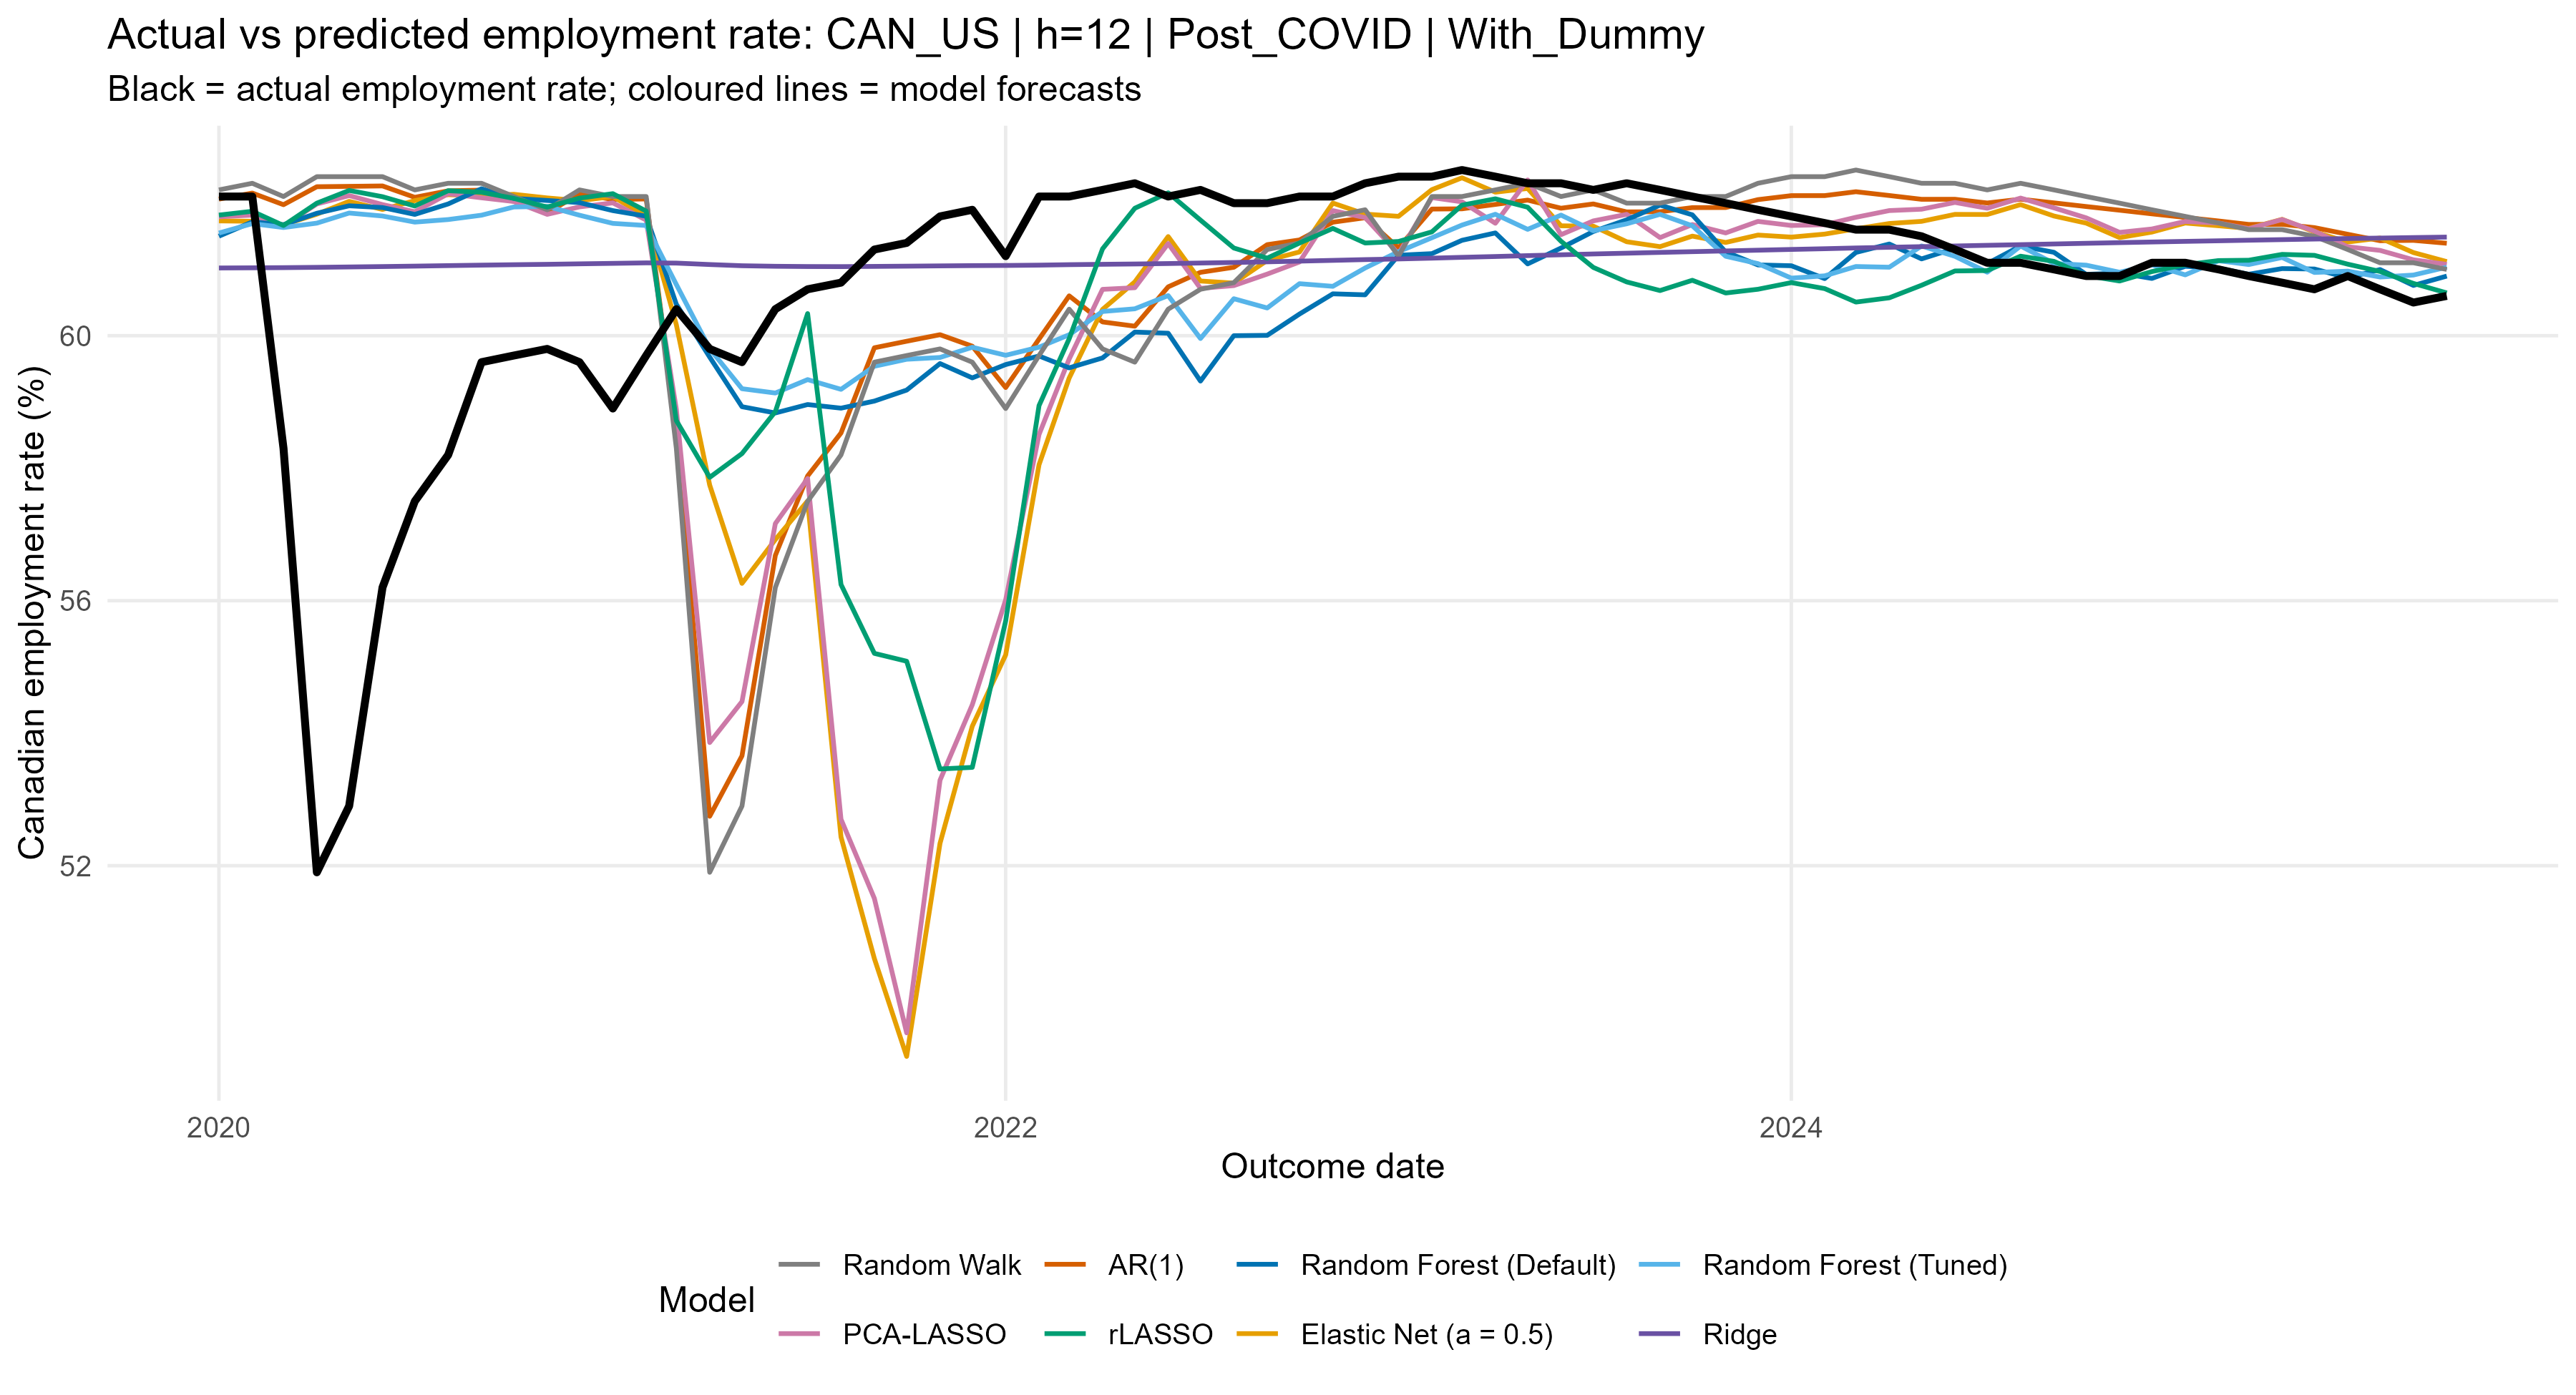 Actual vs predicted employment rate: CAN_US | h=12 | Post_COVID | With_Dummy
Black = actual employment rate; coloured lines = model forecasts
Canadian employment rate (%)
60
56
52
2020 2022 2024
Outcome date
Model
Random Walk AR(1) Random Forest (Default) Random Forest (Tuned)
PCA-LASSO rLASSO Elastic Net (a = 0.5) Ridge